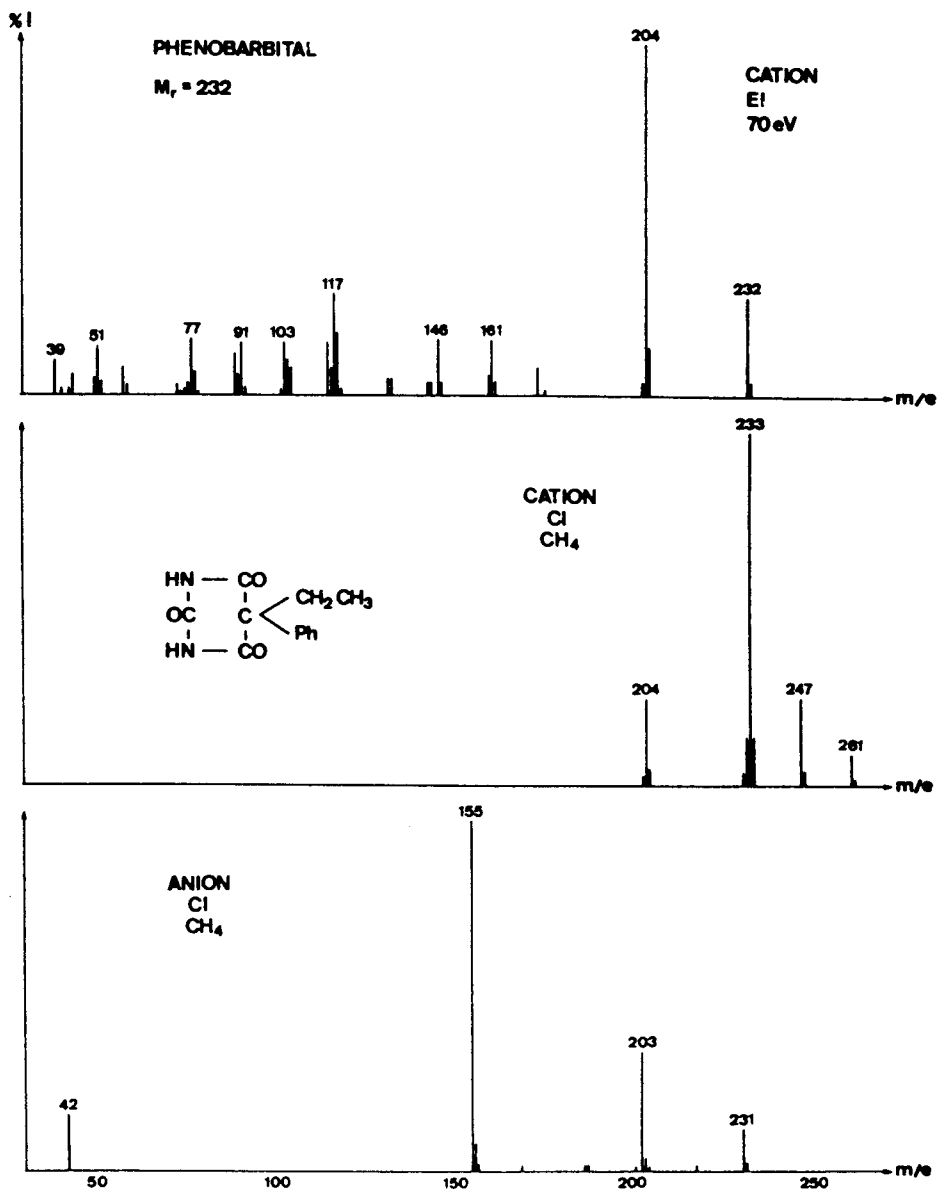 %I
PHENOBARBITAL
Mr = 232
204
CATION
EI
70 eV
232
117
39
51
77
91
103
146
161
m/e
233
CATION
CI
CH4
HN — CO
OC C CH2CH3
Ph
HN — CO
204
247
261
m/e
155
ANION
CI
CH4
203
42
231
m/e
50
100
150
200
250